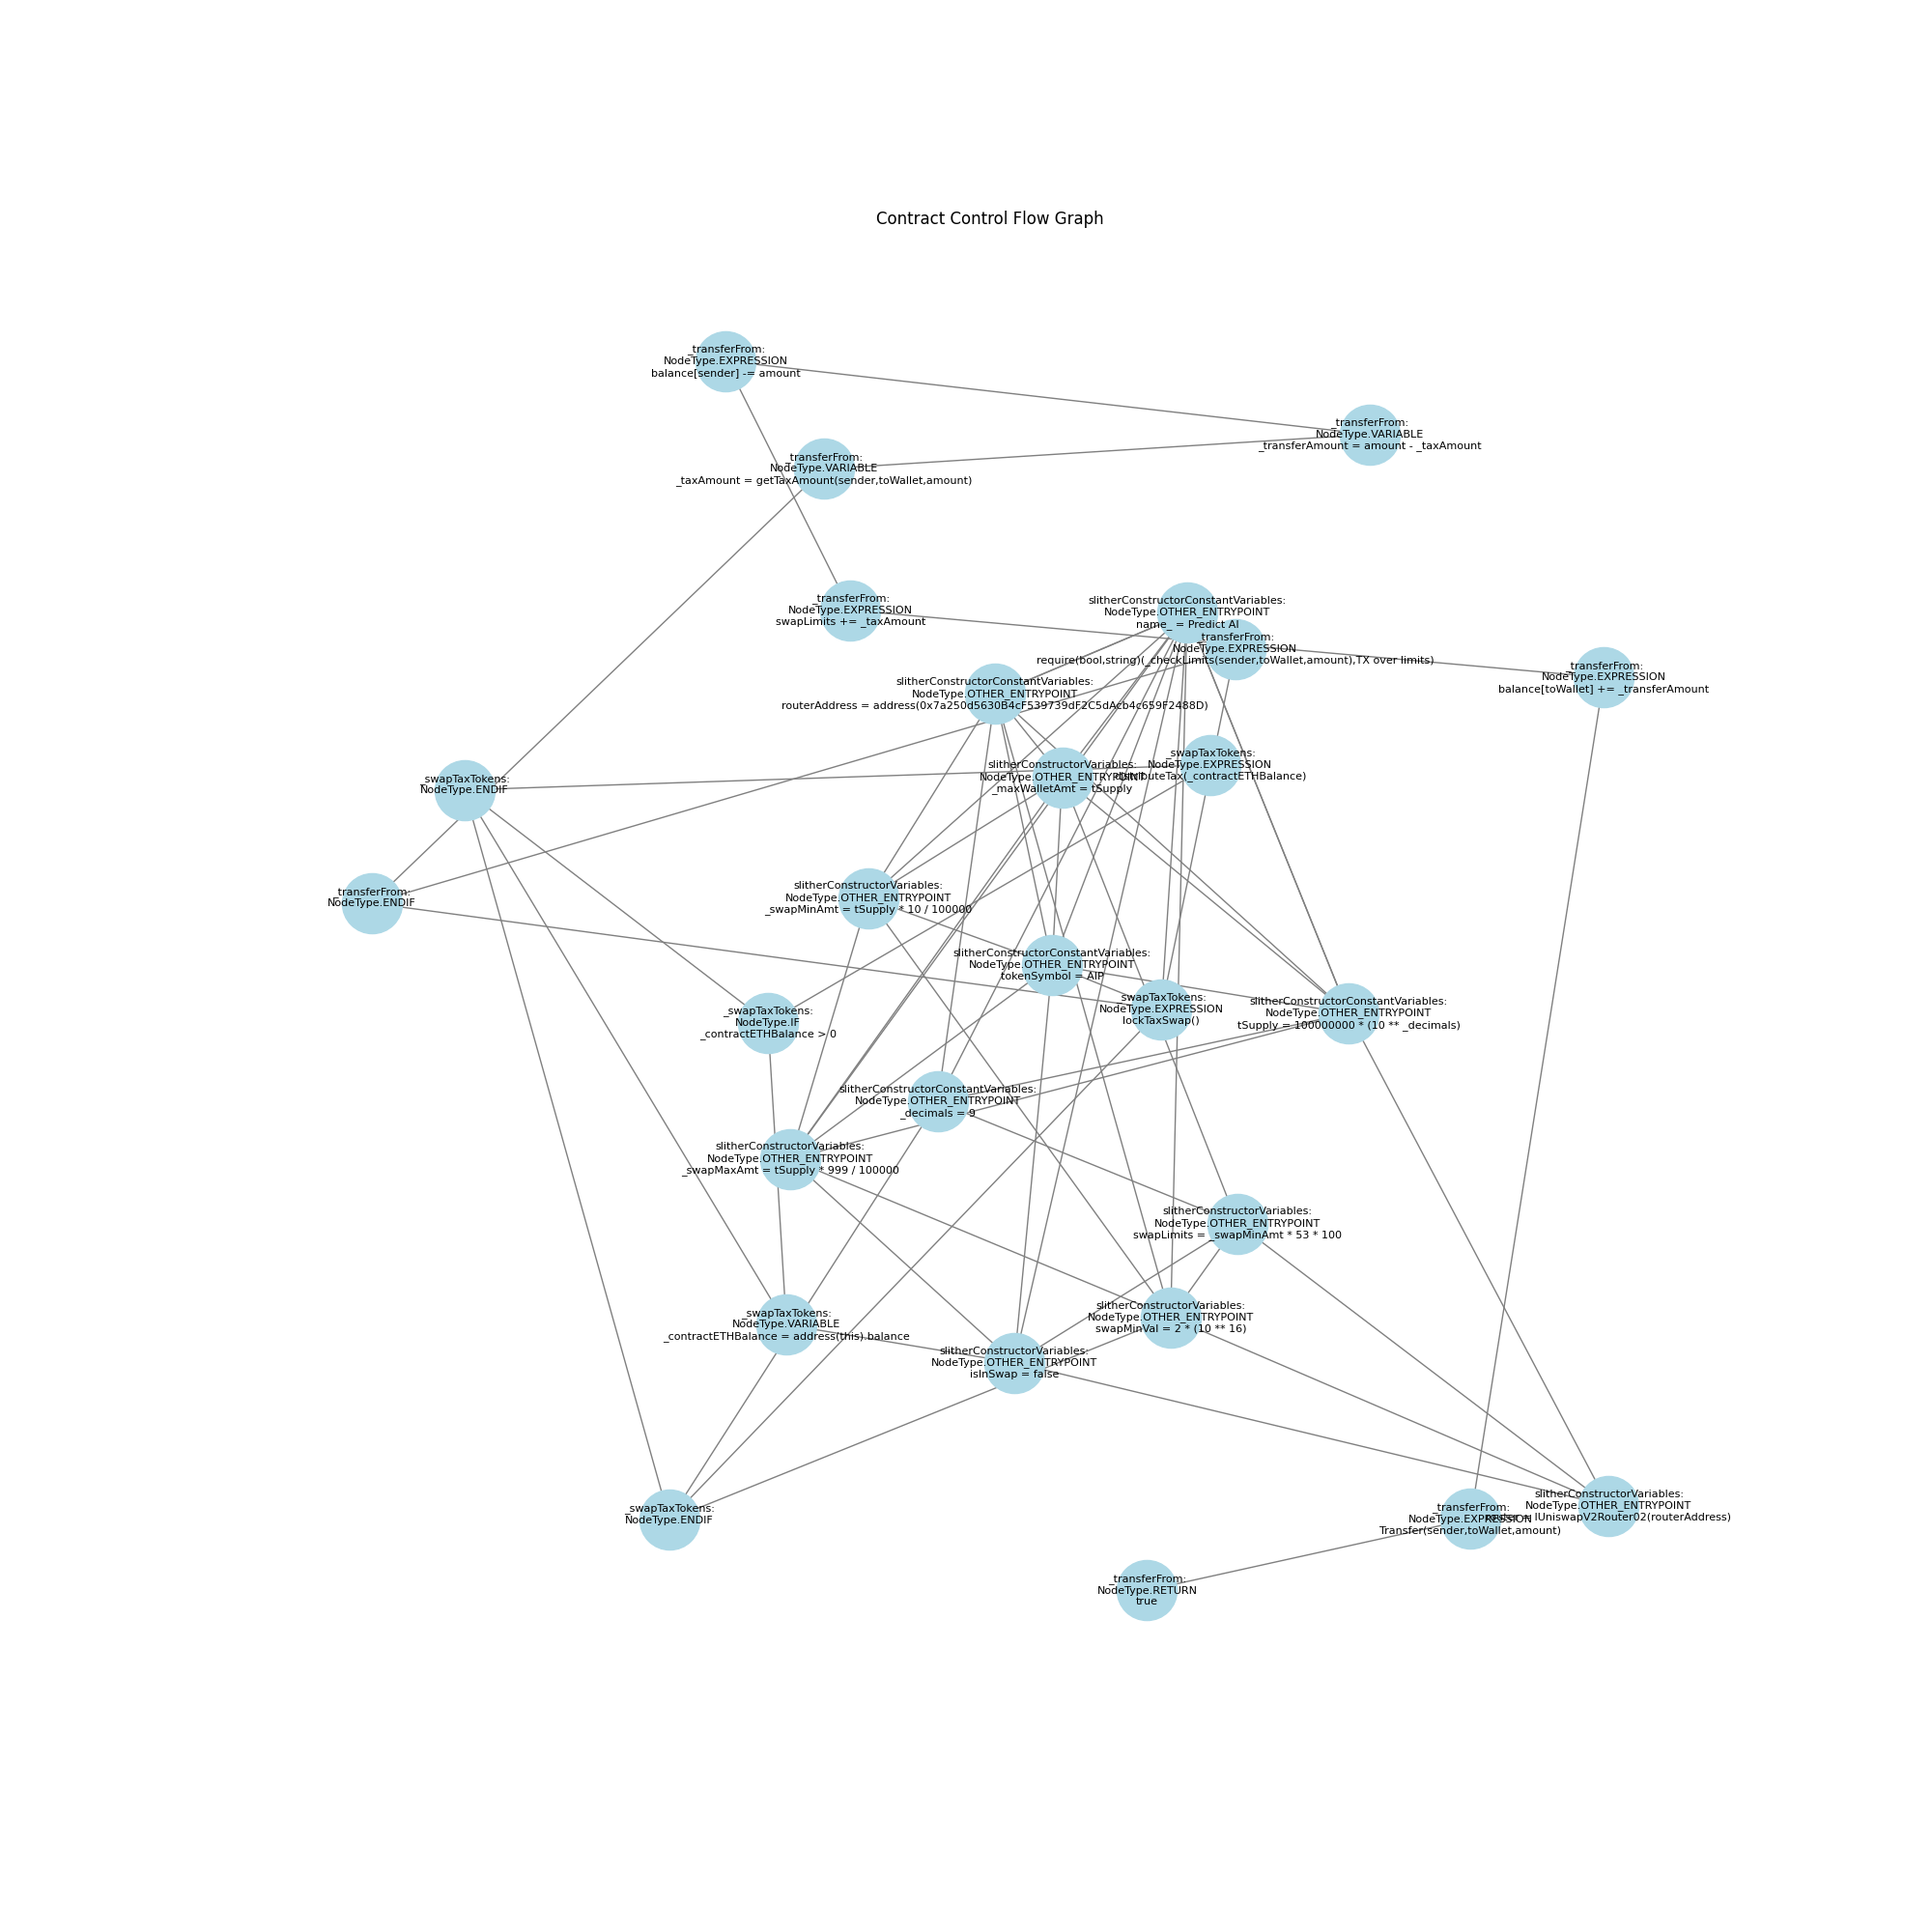 Contract Control Flow Graph
_transferFrom:
NodeType.EXPRESSION
balance[sender] -= amount
_transferFrom:
NodeType.VARIABLE
_transferAmount = amount - _taxAmount
_transferFrom:
NodeType.VARIABLE
_taxAmount = getTaxAmount(sender,toWallet,amount)
_transferFrom:
NodeType.EXPRESSION
swapLimits += _taxAmount
slitherConstructorConstantVariables:
NodeType.OTHER_ENTRYPOINT
name_ = Predict AI
_transferFrom:
NodeType.EXPRESSION
require(bool,string)(_checkLimits(sender,toWallet,amount),TX over limits)
_transferFrom:
NodeType.EXPRESSION
balance[toWallet] += _transferAmount
slitherConstructorConstantVariables:
NodeType.OTHER_ENTRYPOINT
routerAddress = address(0x7a250d5630B4cF539739dF2C5dAcb4c659F2488D)
_swapTaxTokens:
NodeType.EXPRESSION
_distributeTax(_contractETHBalance)
slitherConstructorVariables:
NodeType.OTHER_ENTRYPOINT
_maxWalletAmt = tSupply
_swapTaxTokens:
NodeType.ENDIF
_transferFrom:
NodeType.ENDIF
slitherConstructorVariables:
NodeType.OTHER_ENTRYPOINT
_swapMinAmt = tSupply * 10 / 100000
slitherConstructorConstantVariables:
NodeType.OTHER_ENTRYPOINT
tokenSymbol = AIP
_swapTaxTokens:
NodeType.EXPRESSION
lockTaxSwap()
slitherConstructorConstantVariables:
NodeType.OTHER_ENTRYPOINT
tSupply = 100000000 * (10 ** _decimals)
_swapTaxTokens:
NodeType.IF
_contractETHBalance > 0
slitherConstructorConstantVariables:
NodeType.OTHER_ENTRYPOINT
_decimals = 9
slitherConstructorVariables:
NodeType.OTHER_ENTRYPOINT
_swapMaxAmt = tSupply * 999 / 100000
slitherConstructorVariables:
NodeType.OTHER_ENTRYPOINT
swapLimits = _swapMinAmt * 53 * 100
_swapTaxTokens:
NodeType.VARIABLE
_contractETHBalance = address(this).balance
slitherConstructorVariables:
NodeType.OTHER_ENTRYPOINT
swapMinVal = 2 * (10 ** 16)
slitherConstructorVariables:
NodeType.OTHER_ENTRYPOINT
isInSwap = false
_swapTaxTokens:
NodeType.ENDIF
_transferFrom:
NodeType.EXPRESSION
Transfer(sender,toWallet,amount)
slitherConstructorVariables:
NodeType.OTHER_ENTRYPOINT
router = IUniswapV2Router02(routerAddress)
_transferFrom:
NodeType.RETURN
true